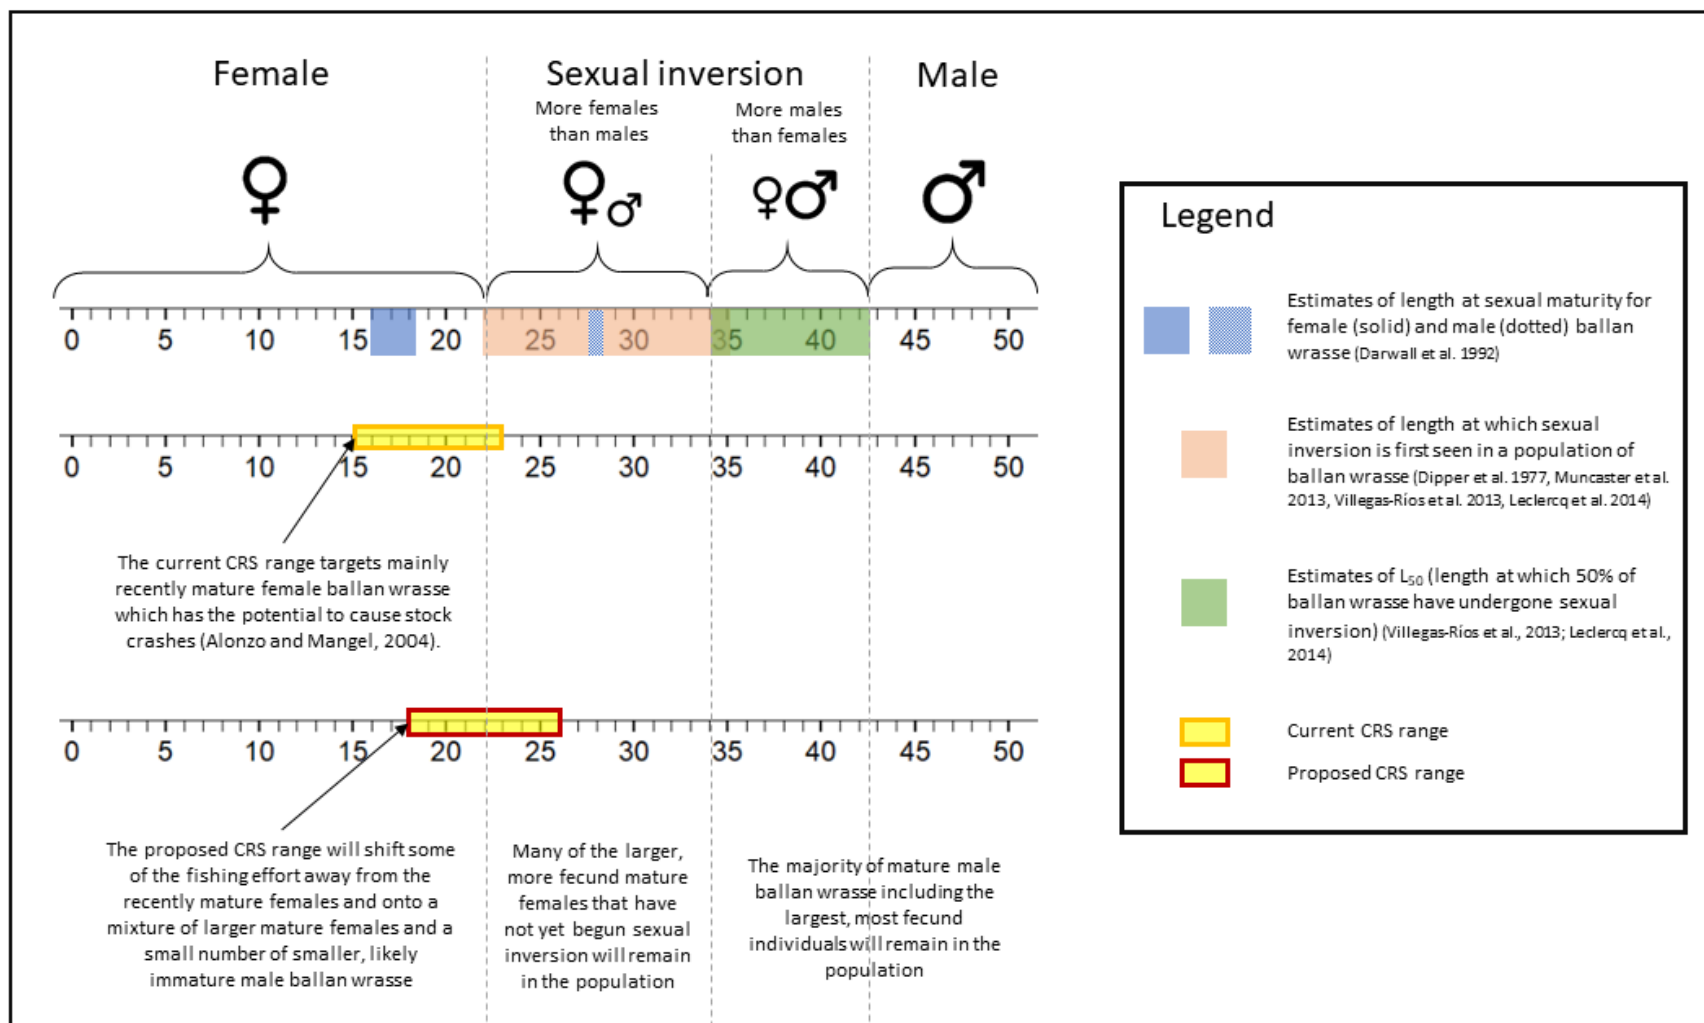 Female
Sexual inversion
Male
More females
than males
More males
than females
0 5 10 15 20 25 30 35 40 45 50
0 5 10 15 20 25 30 35 40 45 50
The current CRS range targets mainly
recently mature female ballan wrasse
which has the potential to cause stock
crashes (Alonzo and Mangel, 2004).
0 5 10 15 20 25 30 35 40 45 50
The proposed CRS range will shift some
of the fishing effort away from the
recently mature females and onto a
mixture of larger mature females and a
small number of smaller, likely
immature male ballan wrasse
Many of the larger,
more fecund mature
females that have
not yet begun sexual
inversion will remain
in the population
The majority of mature male
ballan wrasse including the
largest, most fecund
individuals will remain in the
population
Legend
Estimates of length at sexual maturity for
female (solid) and male (dotted) ballan
wrasse (Darwall et al. 1992)
Estimates of length at which sexual
inversion is first seen in a population of
ballan wrasse (Dipper et al. 1977, Muncaster et al.
2013, Villegas-Ríos et al. 2013, Leclercq et al. 2014)
Estimates of L₅₀ (length at which 50% of
ballan wrasse have undergone sexual
inversion) (Villegas-Ríos et al., 2013; Leclercq et al.,
2014)
Current CRS range
Proposed CRS range